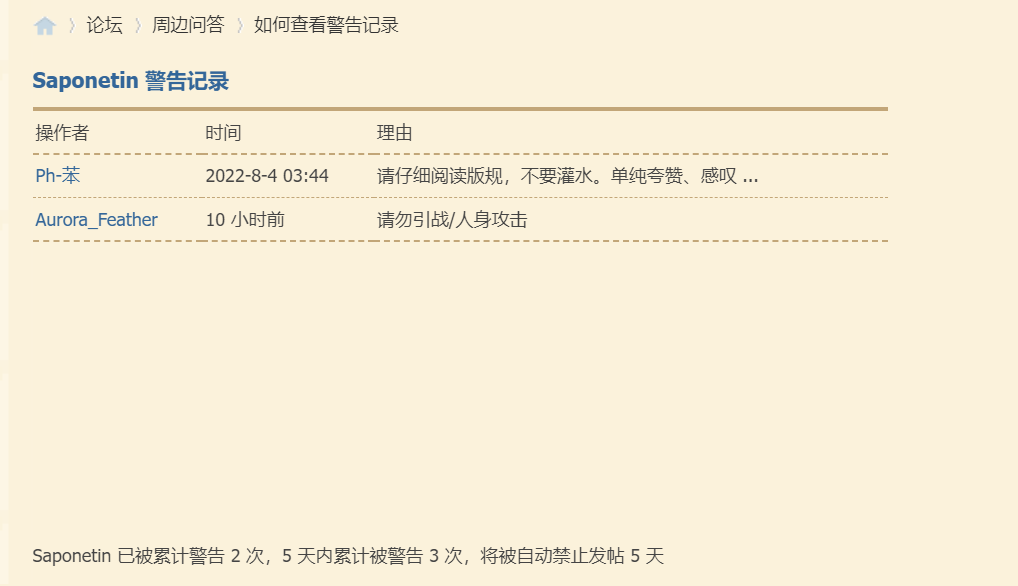 论坛 〉 周边问答 〉 如何查看警告记录
Saponetin 警告记录
操作者 时间 理由
Ph-苯 2022-8-4 03:44 请仔细阅读版规，不要灌水。单纯夸赞、感叹 ...
Aurora_Feather 10 小时前 请勿引战/人身攻击
Saponetin 已被累计警告 2 次，5 天内累计被警告 3 次，将被自动禁止发帖 5 天